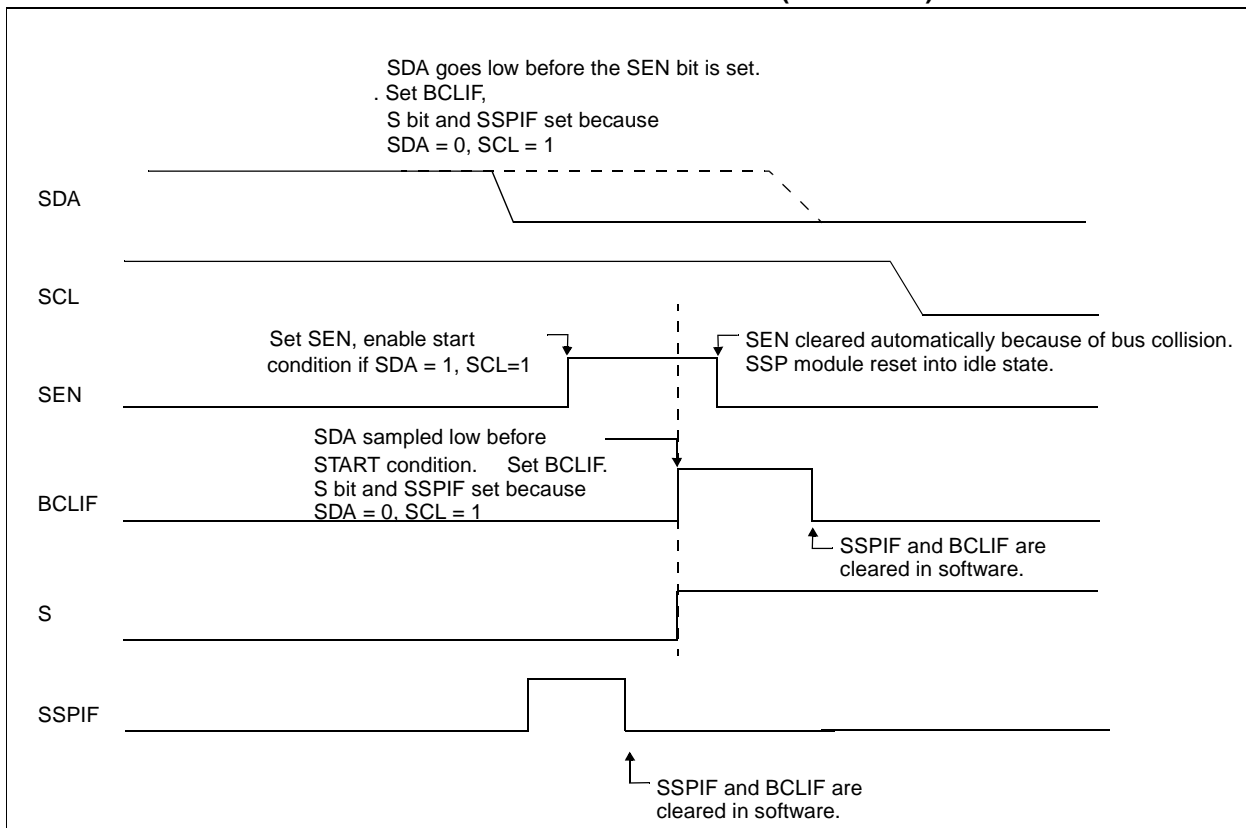 SDA goes low before the SEN bit is set.
. Set BCLIF,
S bit and SSPIF set because
SDA = 0, SCL = 1
SDA
SCL
Set SEN, enable start
condition if SDA = 1, SCL=1
SEN cleared automatically because of bus collision.
SSP module reset into idle state.
SEN
SDA sampled low before
START condition. Set BCLIF.
S bit and SSPIF set because
SDA = 0, SCL = 1
BCLIF
SSPIF and BCLIF are
cleared in software.
S
SSPIF
SSPIF and BCLIF are
cleared in software.